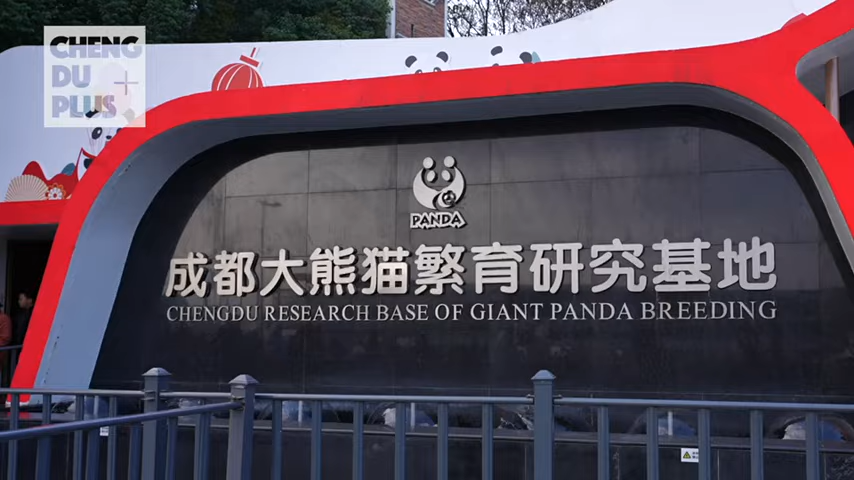 CHENG
DU
PLUS+
PANDA
成都大熊猫繁育研究基地
CHENGDU RESEARCH BASE OF GIANT PANDA BREEDING